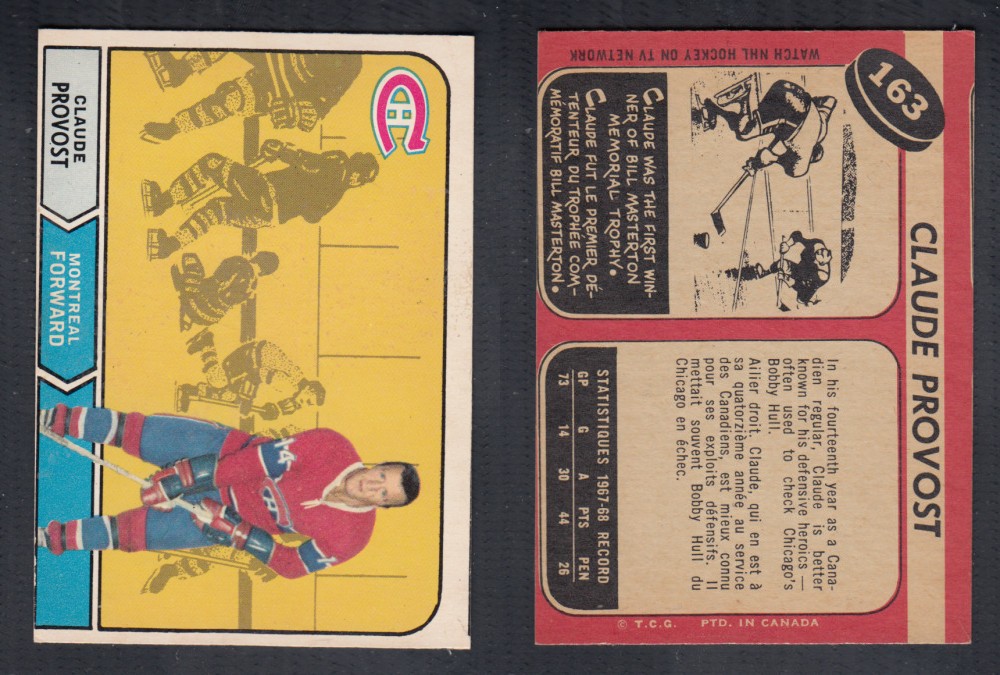 CLAUDE
PROVOST
MONTREAL
FORWARD
14
163
CLAUDE PROVOST
WATCH NHL HOCKEY ON TV NETWORK
CLAUDE WAS THE FIRST WIN-
NER OF BILL MASTERTON
MEMORIAL TROPHY.
CLAUDE FUT LE PREMIER DÉ-
TENTEUR DU TROPHÉE COM-
MÉMORATIF BILL MASTERTON.
In his fourteenth year as a Cana-
dien regular, Claude is better
known for his defensive heroics —
often used to check Chicago's
Bobby Hull.
Ailier droit. Claude, qui en est à
sa quatorzième année au service
des Canadiens, est mieux connu
pour ses exploits défensifs. Il
mettait souvent Bobby Hull du
Chicago en échec.
STATISTIQUES 1967-68 RECORD
GP G A PTS PEN
73 14 30 44 26
© T.C.G. PTD. IN CANADA